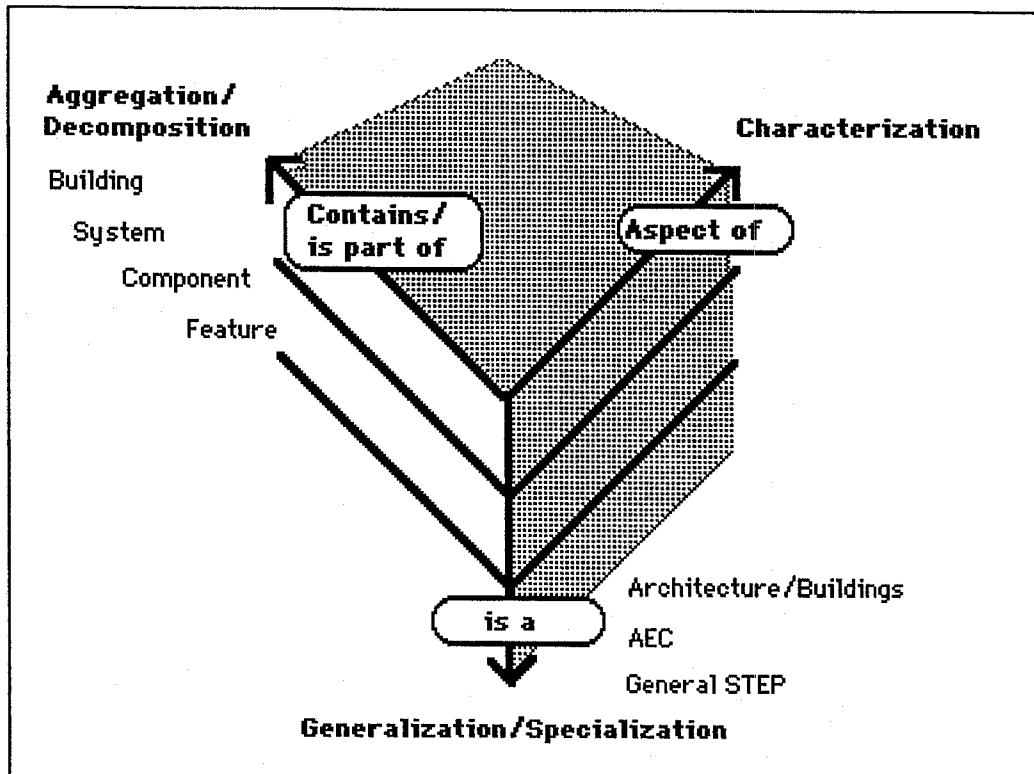 Aggregation/
Decomposition
Characterization
Building
Contains/
is part of
Aspect of
System
Component
Feature
Architecture/Buildings
is a
AEC
General STEP
Generalization/Specialization